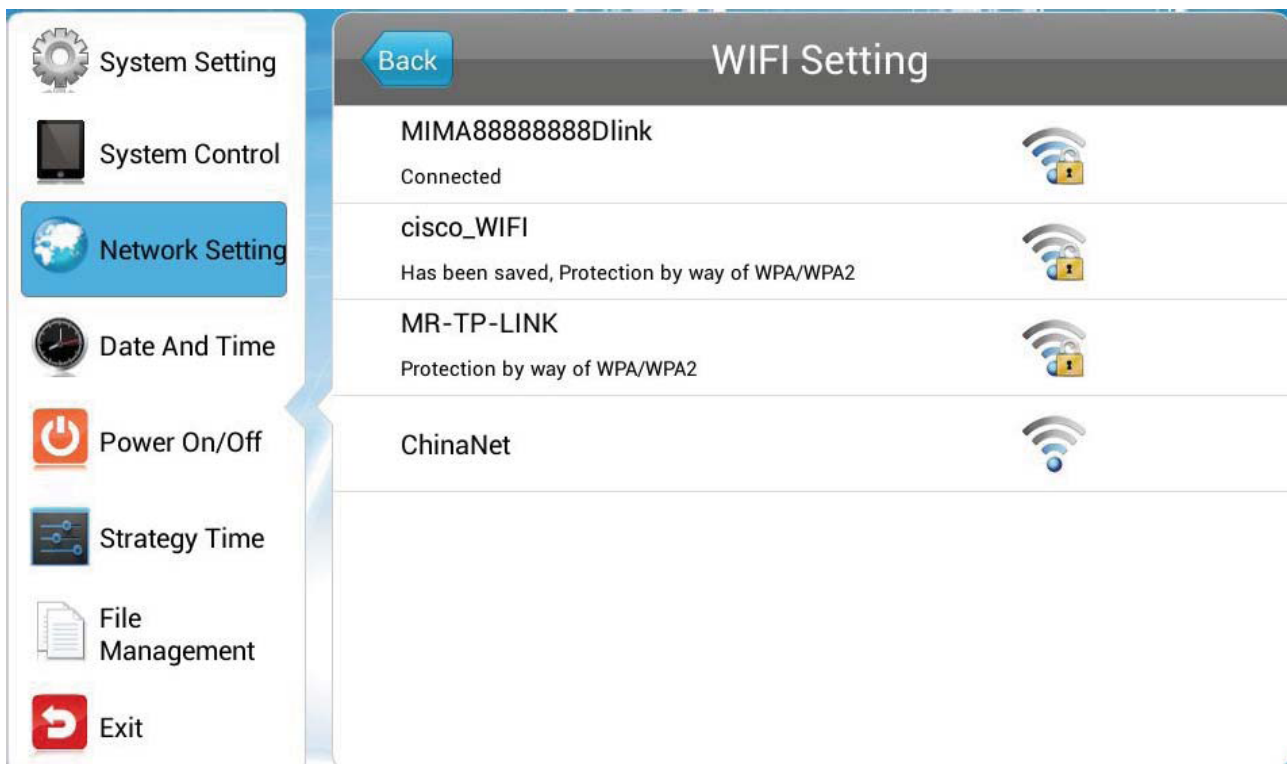 System Setting
System Control
Network Setting
Date And Time
Power On/Off
Strategy Time
File
Management
Exit
Back
WIFI Setting
MIMA88888888Dlink
Connected
cisco_WIFI
Has been saved, Protection by way of WPA/WPA2
MR-TP-LINK
Protection by way of WPA/WPA2
ChinaNet